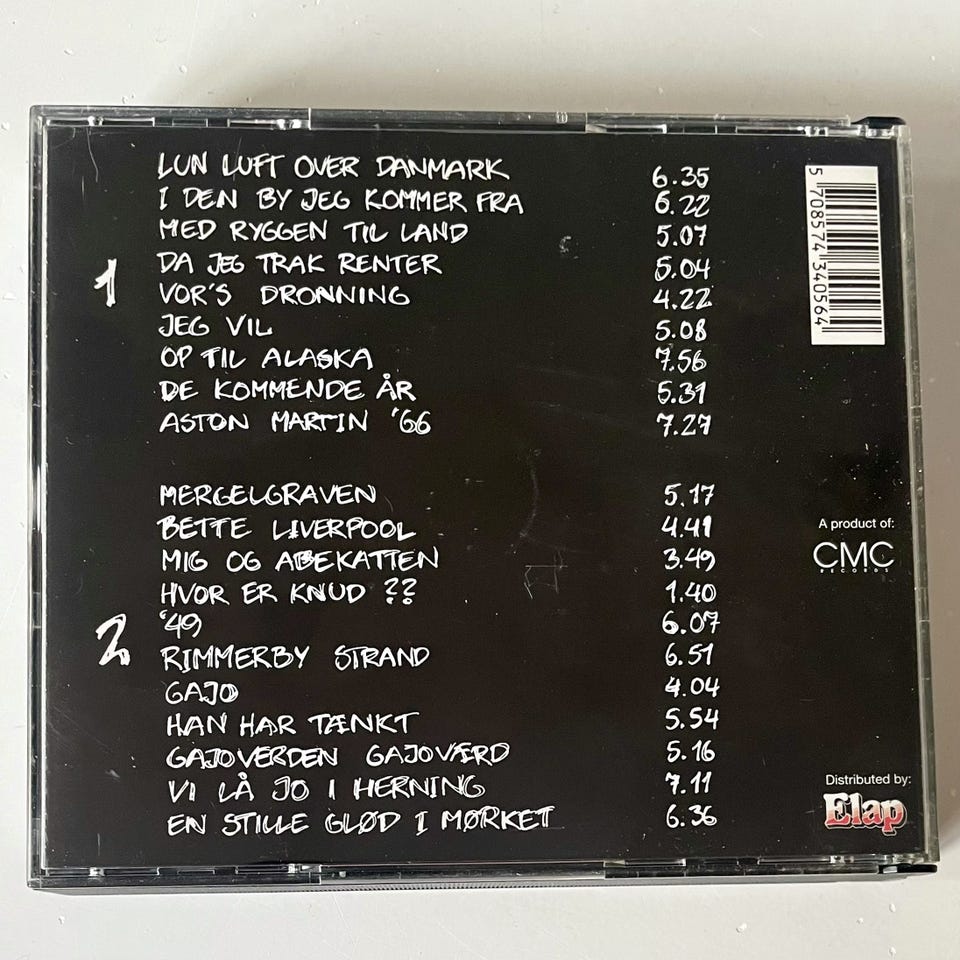 1
LUN LUFT OVER DANMARK 6.35
I DEN BY JEG KOMMER FRA 6.22
MED RYGGEN TIL LAND 5.07
DA JEG TRAK RENTER 5.04
VOR'S DRONNING 4.22
JEG VIL 5.08
OP TIL ALASKA 7.56
DE KOMMENDE ÅR 5.31
ASTON MARTIN '66 7.27
2
MERGELGRAVEN 5.17
BETTE LIVERPOOL 4.41
MIG OG ABEKATTEN 3.49
HVOR ER KNUD ?? 1.40
'49 6.07
RIMMERBY STRAND 6.51
GAJO 4.04
HAN HAR TÆNKT 5.54
GAJOVERDEN GAJOVÆRD 5.16
VI LÅ JO I HERNING 7.11
EN STILLE GLØD I MØRKET 6.36
5 708574 340564
A product of:
CMC
RECORDS
Distributed by:
Elap